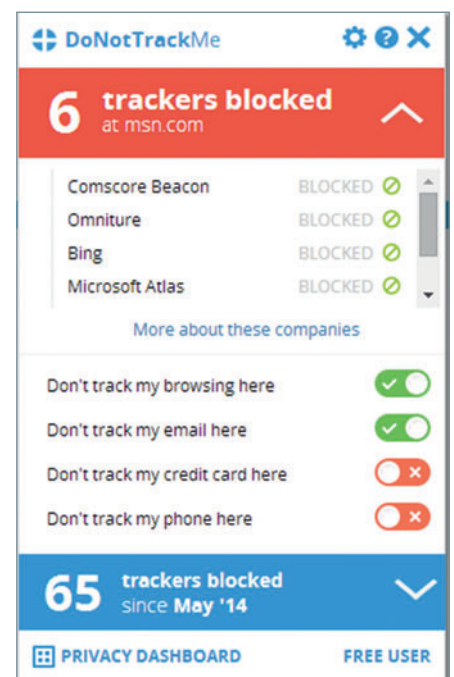 DoNotTrackMe
6 trackers blocked
at msn.com
Comscore Beacon BLOCKED
Omniture BLOCKED
Bing BLOCKED
Microsoft Atlas BLOCKED
More about these companies
Don't track my browsing here
Don't track my email here
Don't track my credit card here
Don't track my phone here
65 trackers blocked
since May '14
PRIVACY DASHBOARD FREE USER